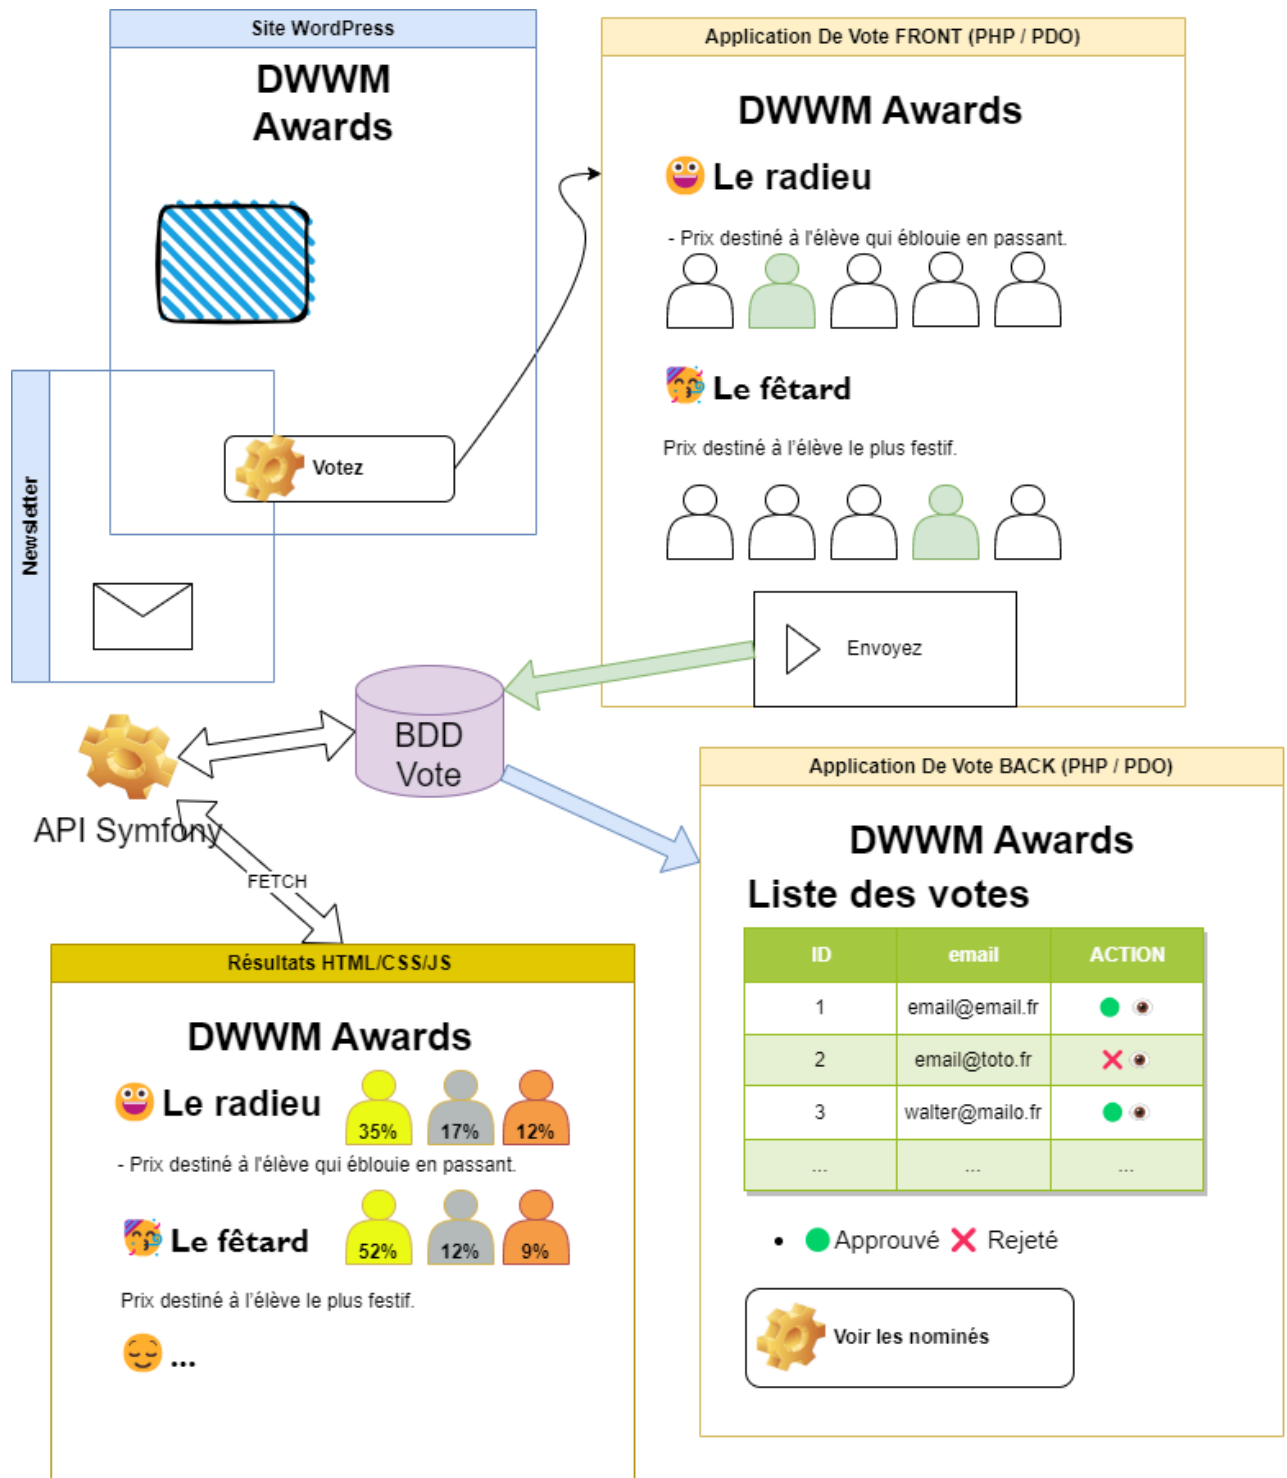 Site WordPress
DWWM
Awards
Newsletter
Votez
Application De Vote FRONT (PHP / PDO)
DWWM Awards
Le radieu
- Prix destiné à l'élève qui éblouie en passant.
Le fêtard
Prix destiné à l'élève le plus festif.
Envoyez
BDD
Vote
API Symfony
FETCH
Application De Vote BACK (PHP / PDO)
DWWM Awards
Liste des votes
ID email ACTION
1 email@email.fr
2 email@toto.fr
3 walter@mailo.fr
... ... ...
• Approuvé Rejeté
Voir les nominés
Résultats HTML/CSS/JS
DWWM Awards
Le radieu
35% 17% 12%
- Prix destiné à l'élève qui éblouie en passant.
Le fêtard
52% 12% 9%
Prix destiné à l'élève le plus festif.
...